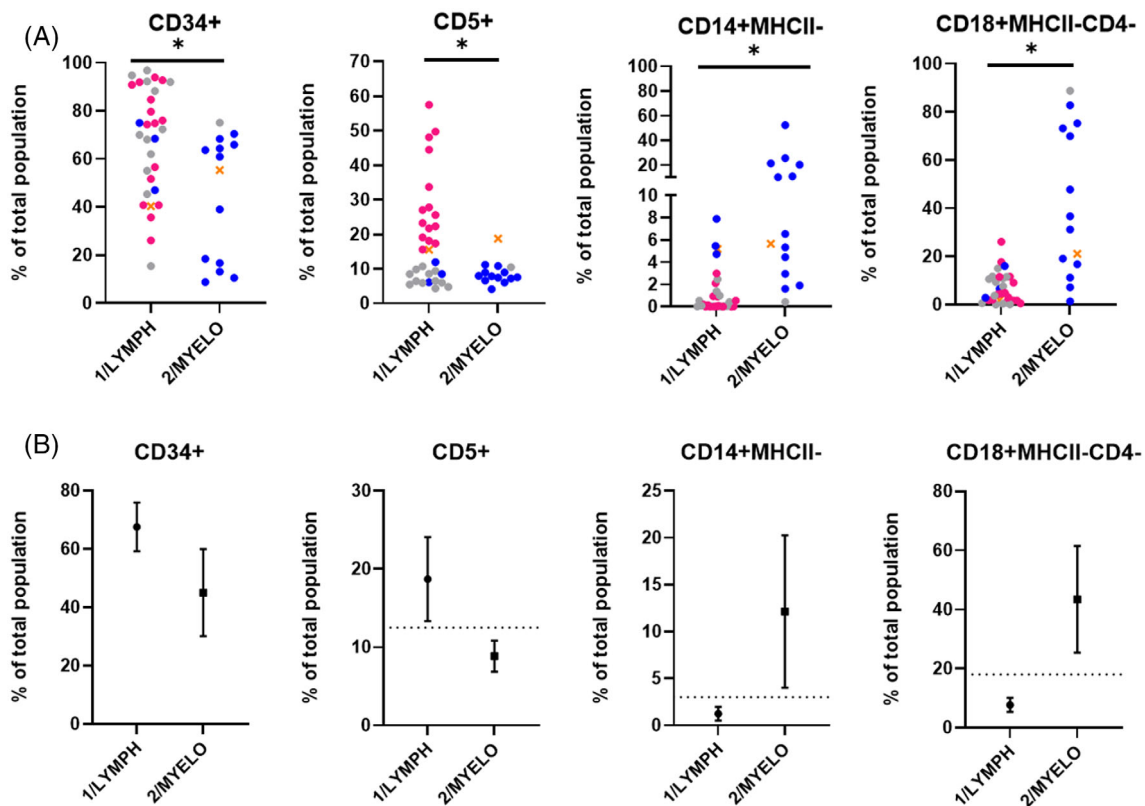 (A)
CD34+
*
% of total population
100
80
60
40
20
0
1/LYMPH
2/MYELO
CD5+
*
% of total population
70
60
50
40
30
20
10
0
1/LYMPH
2/MYELO
CD14+MHCII-
*
% of total population
100
80
60
40
20
10
8
6
4
2
0
1/LYMPH
2/MYELO
CD18+MHCII-CD4-
*
% of total population
100
80
60
40
20
0
1/LYMPH
2/MYELO
(B)
CD34+
% of total population
80
60
40
20
0
1/LYMPH
2/MYELO
CD5+
% of total population
30
20
10
0
1/LYMPH
2/MYELO
CD14+MHCII-
% of total population
25
20
15
10
5
0
1/LYMPH
2/MYELO
CD18+MHCII-CD4-
% of total population
80
60
40
20
0
1/LYMPH
2/MYELO